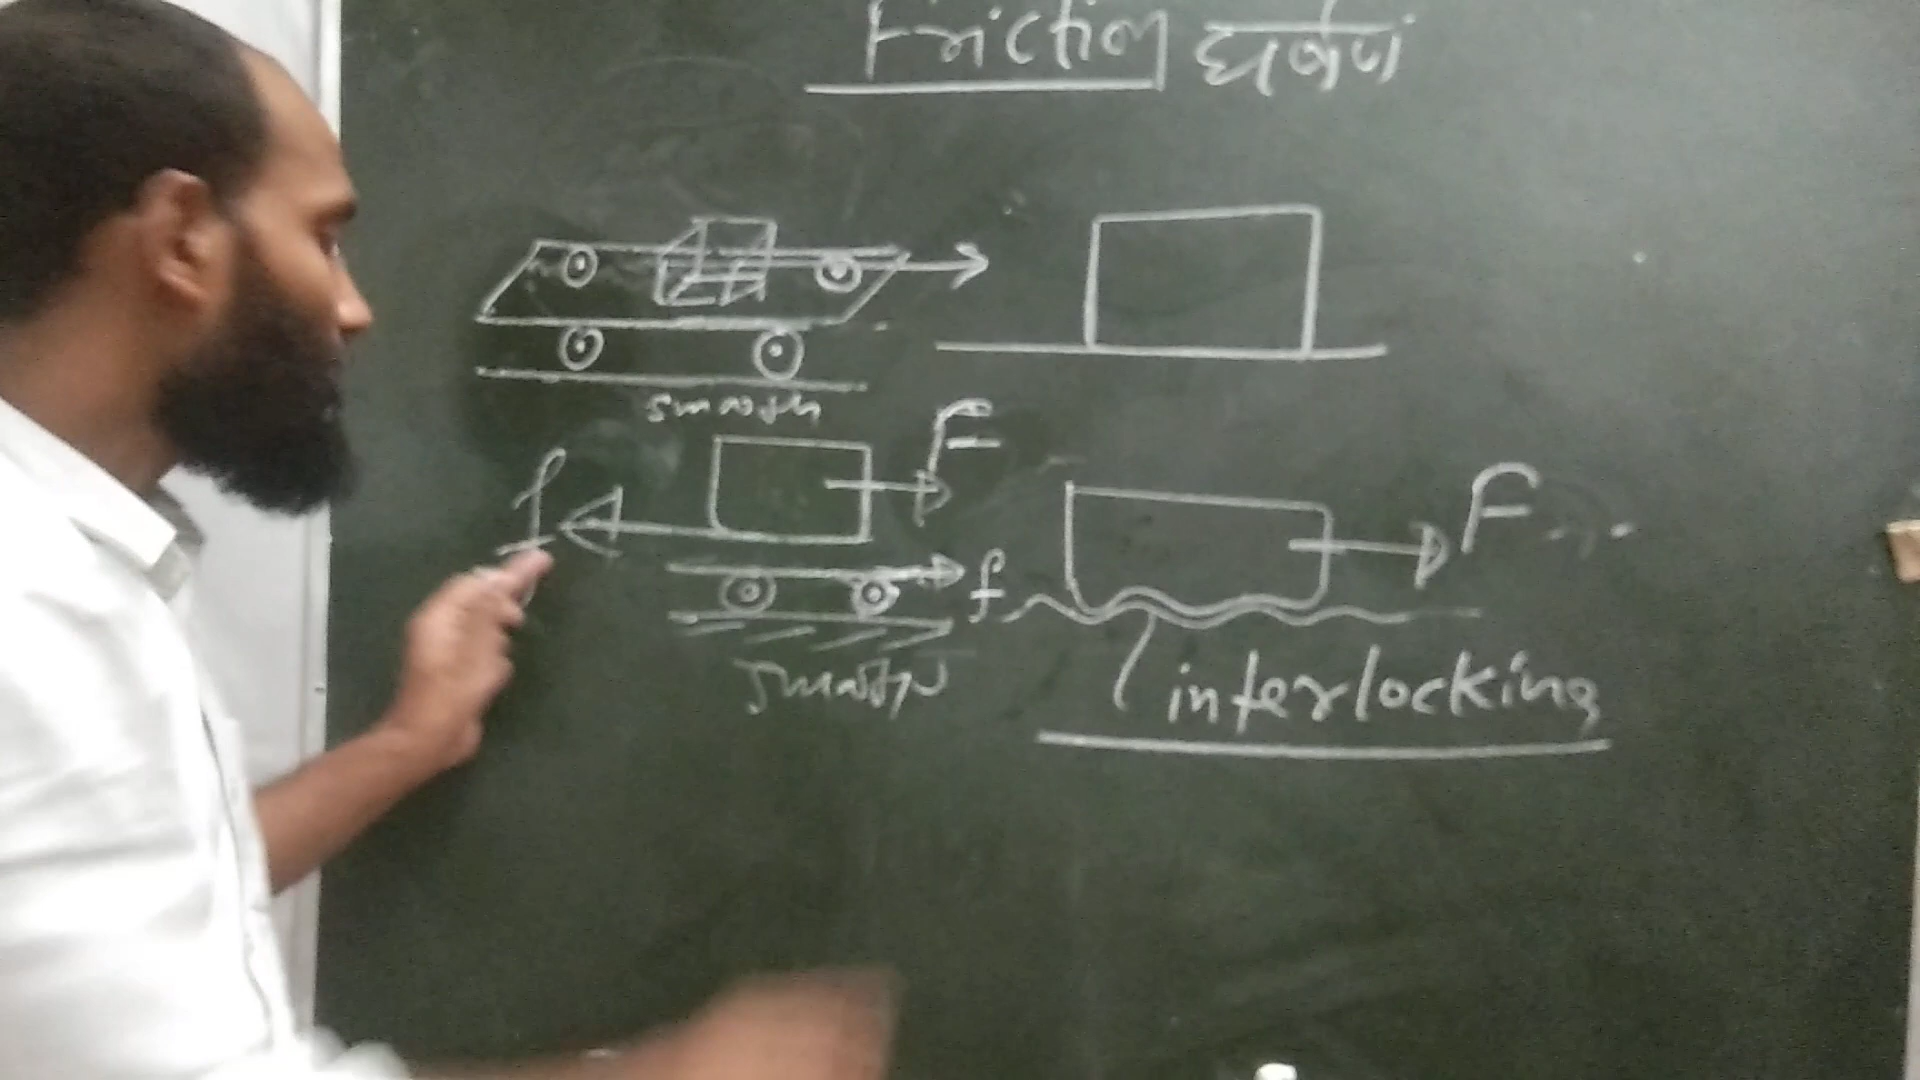 Friction घर्षण
smooth
F
f
F
f
smooth
interlocking